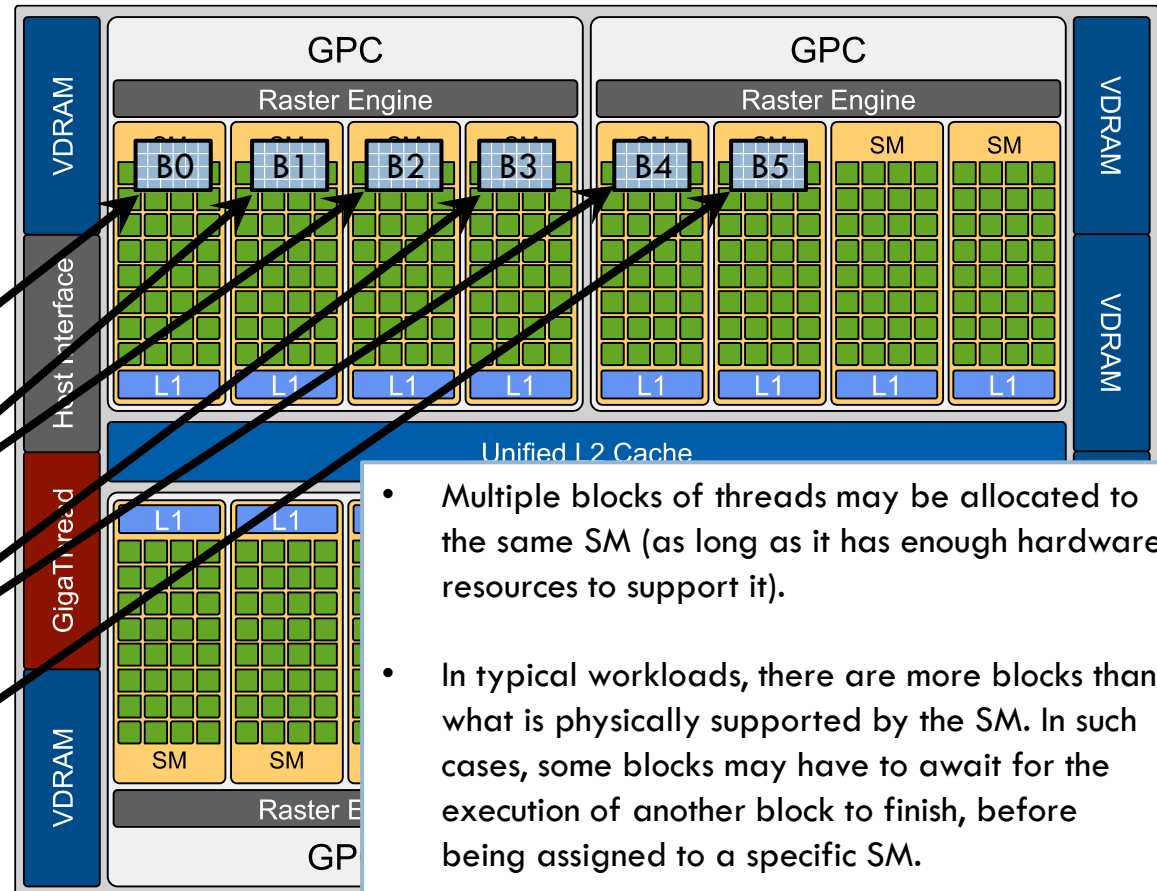 GPC
GPC
VDRAM
VDRAM
Raster Engine
Raster Engine
SM
SM
B0
B1
B2
B3
B4
B5
Host Interface
VDRAM
L1
L1
L1
L1
L1
L1
L1
L1
Unified L2 Cache
GigaThread
L1
L1
• Multiple blocks of threads may be allocated to
the same SM (as long as it has enough hardware
resources to support it).
• In typical workloads, there are more blocks than
what is physically supported by the SM. In such
cases, some blocks may have to await for the
execution of another block to finish, before
being assigned to a specific SM.
VDRAM
SM
SM
Raster E
GP